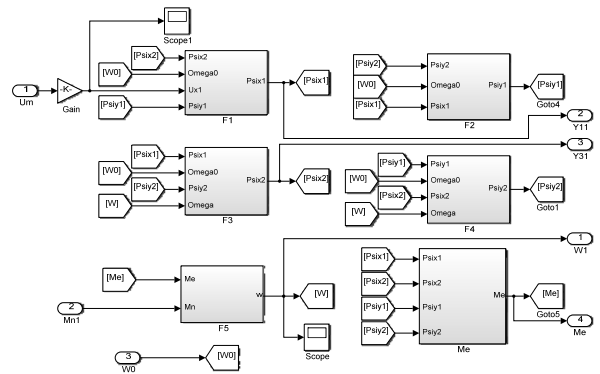 Scope1
[Psix2]
[W0]
[Psiy1]
Psix2
Omega0
Ux1
Psiy1
Psix1
[Psix1]
F1
1
Um
-K-
Gain
[Psiy2]
[W0]
[Psix1]
Psiy2
Omega0
Psix1
Psiy1
[Psiy1]
Goto4
F2
2
Y11
3
Y31
[Psix1]
[W0]
[Psiy2]
[W]
Psix1
Omega0
Psiy2
Omega
Psix2
[Psix2]
F3
[Psiy1]
[W0]
[Psix2]
[W]
Psiy1
Omega0
Psix2
Omega
Psiy2
[Psiy2]
Goto1
F4
1
W1
[Me]
2
Mn1
Me
Mn
w
[W]
F5
Scope
[Psix1]
[Psix2]
[Psiy1]
[Psiy2]
Psix1
Psix2
Psiy1
Psiy2
Me
[Me]
Goto5
4
Me
Me
3
W0
[W0]